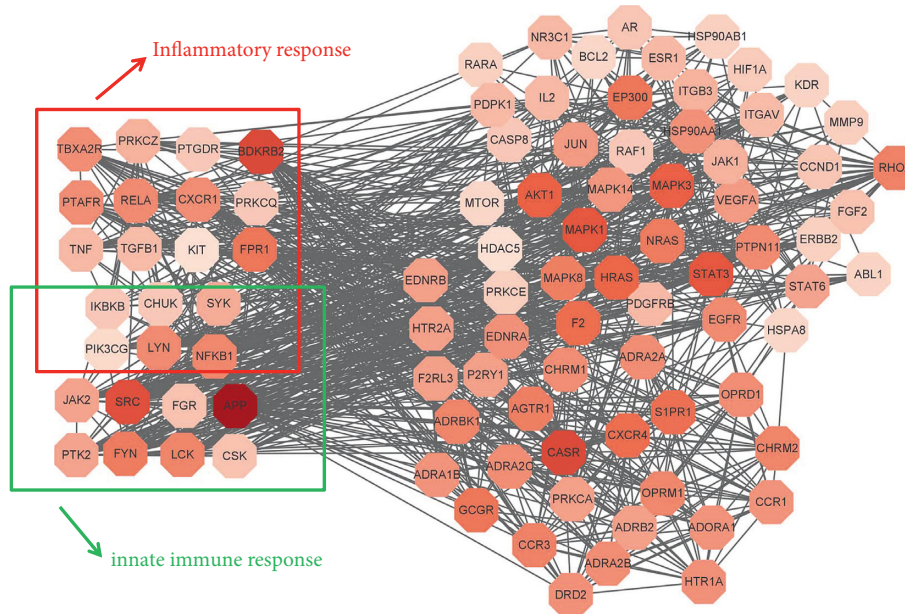 Inflammatory response
TBXA2R PRKCZ PTGDR BDKRB2
PTAFR RELA CXCR1 PRKCQ
TNF TGFB1 KIT FPR1
IKBKB CHUK SYK
PIK3CG LYN NFKB1
JAK2 SRC FGR APP
PTK2 FYN LCK CSK
innate immune response
NR3C1 AR HSP90AB1
RARA BCL2 ESR1 HIF1A
PDPK1 IL2 EP300 ITGB3 KDR
CASP8 JUN HSP90AA1 ITGAV MMP9
RAF1 JAK1 CCND1 RHO
MTOR AKT1 MAPK14 MAPK3 VEGFA FGF2
HDAC5 MAPK1 NRAS PTPN11 ERBB2
EDNRB PRKCE MAPK8 HRAS STAT3 STAT6 ABL1
PDGFRB
HTR2A EDNRA F2 EGFR HSPA8
F2RL3 P2RY1 CHRM1 ADRA2A
ADRBK1 AGTR1 S1PR1 OPRD1
CXCR4 CHRM2
ADRA1B ADRA2C CASR
GCGR PRKCA OPRM1 CCR1
CCR3 ADRB2 ADORA1
DRD2 ADRA2B HTR1A